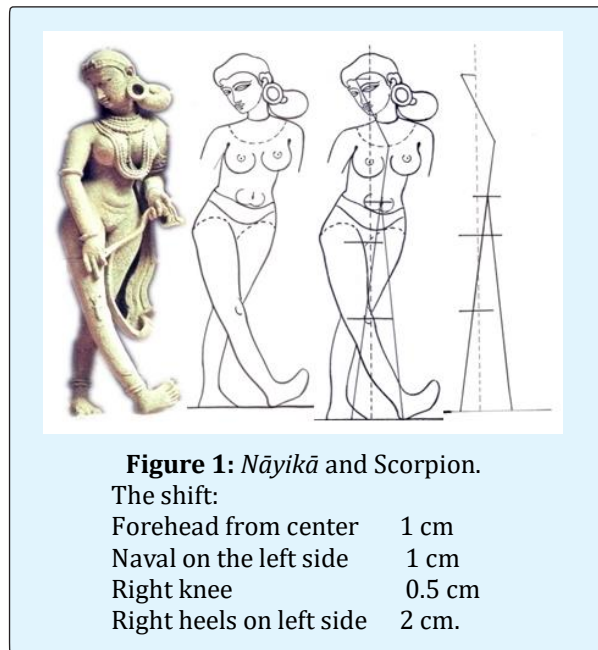 Figure 1: Nāyikā and Scorpion.
The shift:
Forehead from center 1 cm
Naval on the left side 1 cm
Right knee 0.5 cm
Right heels on left side 2 cm.